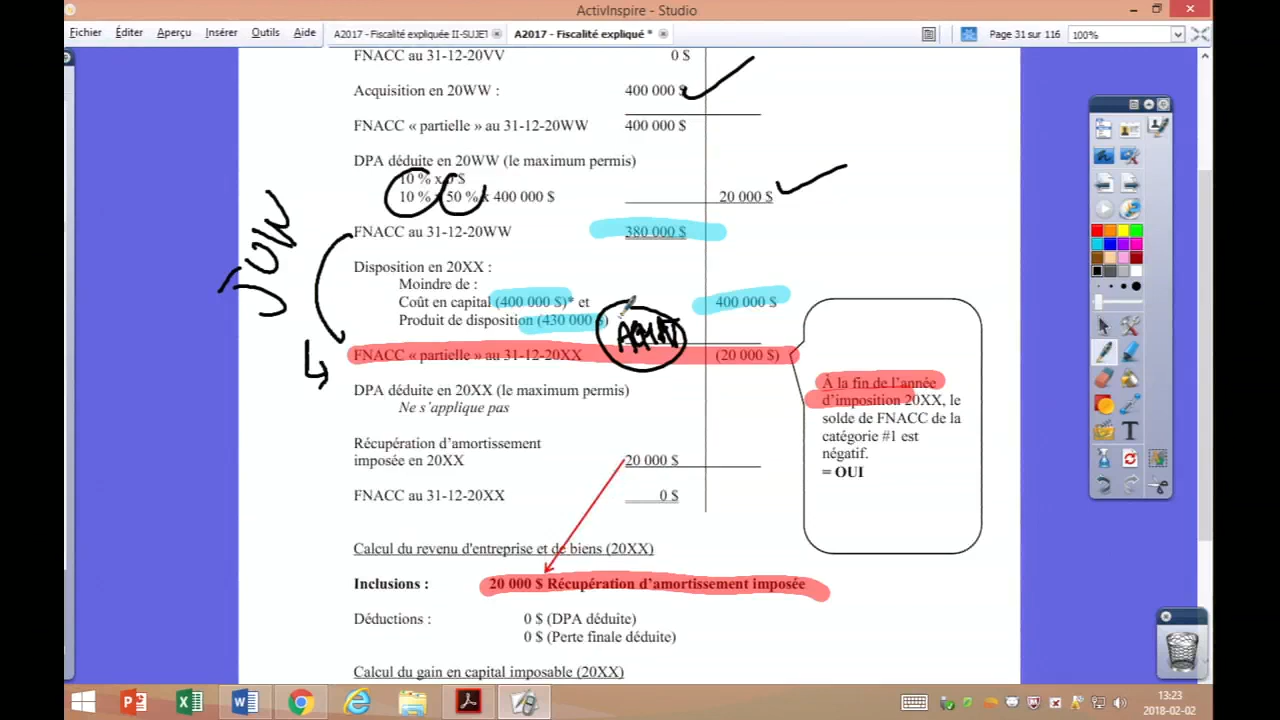 ActivInspire - Studio
Fichier Éditer Aperçu Insérer Outils Aide
A2017 - Fiscalité expliquée II-SUJET
A2017 - Fiscalité expliqué *
Page 31 sur 116
100%
FNACC au 31-12-20VV 0 $
Acquisition en 20WW : 400 000 $
FNACC « partielle » au 31-12-20WW 400 000 $
DPA déduite en 20WW (le maximum permis)
10 % x 0 $
10 % x 50 % x 400 000 $ 20 000 $
FNACC au 31-12-20WW 380 000 $
Disposition en 20XX :
Moindre de :
Coût en capital (400 000 $)* et 400 000 $
Produit de disposition (430 000 $)
ACHAT
FNACC « partielle » au 31-12-20XX (20 000 $)
DPA déduite en 20XX (le maximum permis)
Ne s'applique pas
Récupération d'amortissement
imposée en 20XX 20 000 $
FNACC au 31-12-20XX 0 $
À la fin de l'année
d'imposition 20XX, le
solde de FNACC de la
catégorie #1 est
négatif.
= OUI
Calcul du revenu d'entreprise et de biens (20XX)
Inclusions : 20 000 $ Récupération d'amortissement imposée
Déductions : 0 $ (DPA déduite)
0 $ (Perte finale déduite)
Calcul du gain en capital imposable (20XX)
13:23
2018-02-02